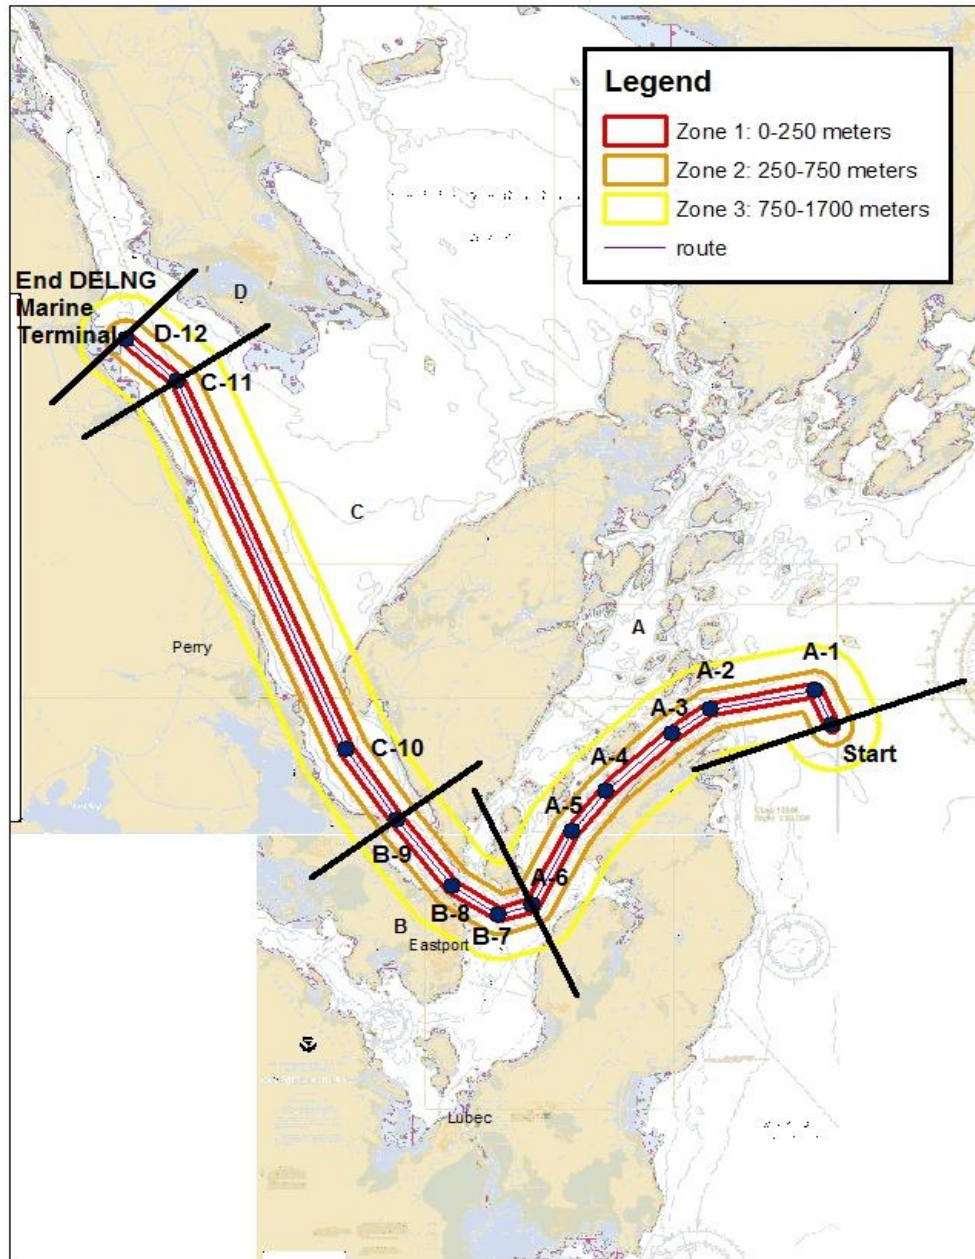 Legend
Zone 1: 0-250 meters
Zone 2: 250-750 meters
Zone 3: 750-1700 meters
route
End DELNG
Marine
Terminal
D
D-12
C-11
C
A
Perry
A-1
A-2
A-3
Start
C-10
A-4
A-5
B-9
A-6
B-8
B-7
B
Eastport
Lubec